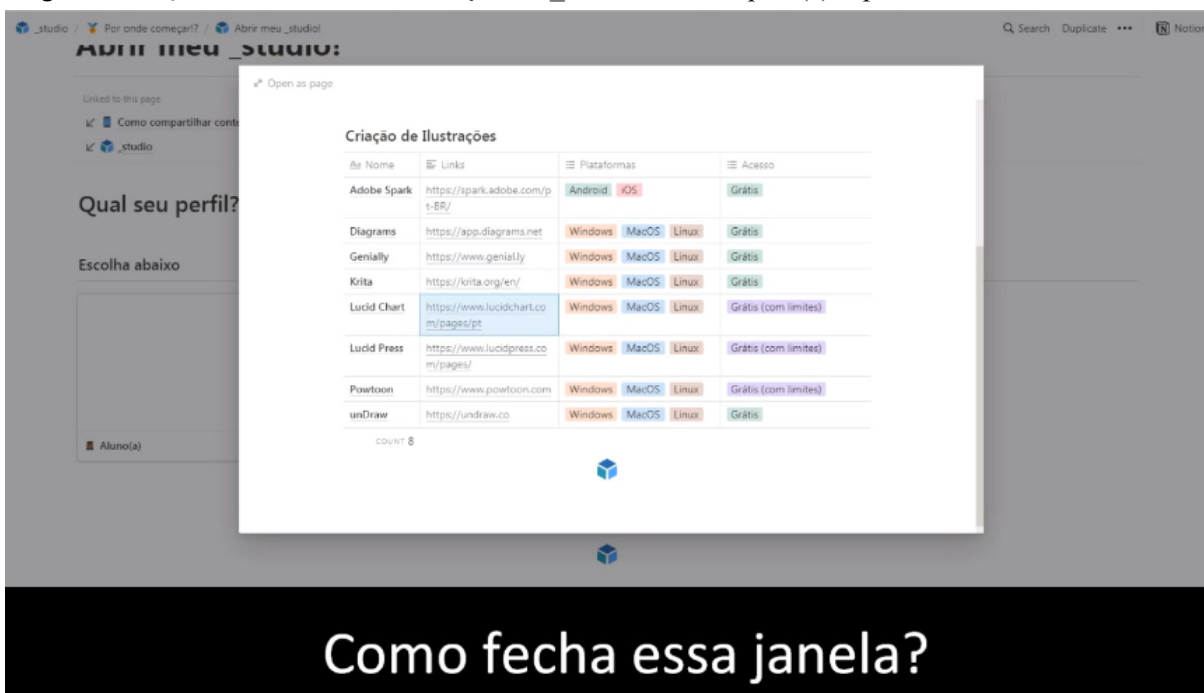 _studio / Por onde começar!? / Abrir meu _studio! Search Duplicate ••• Notion
Abrir meu _studio!
Open as page
Linked to this page
Como compartilhar conte
_studio
Qual seu perfil?
Escolha abaixo
Aluno(a)
Criação de Ilustrações
Aa Nome Links Plataformas Acesso
Adobe Spark https://spark.adobe.com/p Android iOS Grátis
t-BR/
Diagrams https://app.diagrams.net Windows MacOS Linux Grátis
Genially https://www.genial.ly Windows MacOS Linux Grátis
Krita https://krita.org/en/ Windows MacOS Linux Grátis
Lucid Chart https://www.lucidchart.co Windows MacOS Linux Grátis (com limites)
m/pages/pt
Lucid Press https://www.lucidpress.co Windows MacOS Linux Grátis (com limites)
m/pages/
Powtoon https://www.powtoon.com Windows MacOS Linux Grátis (com limites)
unDraw https://undraw.co Windows MacOS Linux Grátis
COUNT 8
Como fecha essa janela?